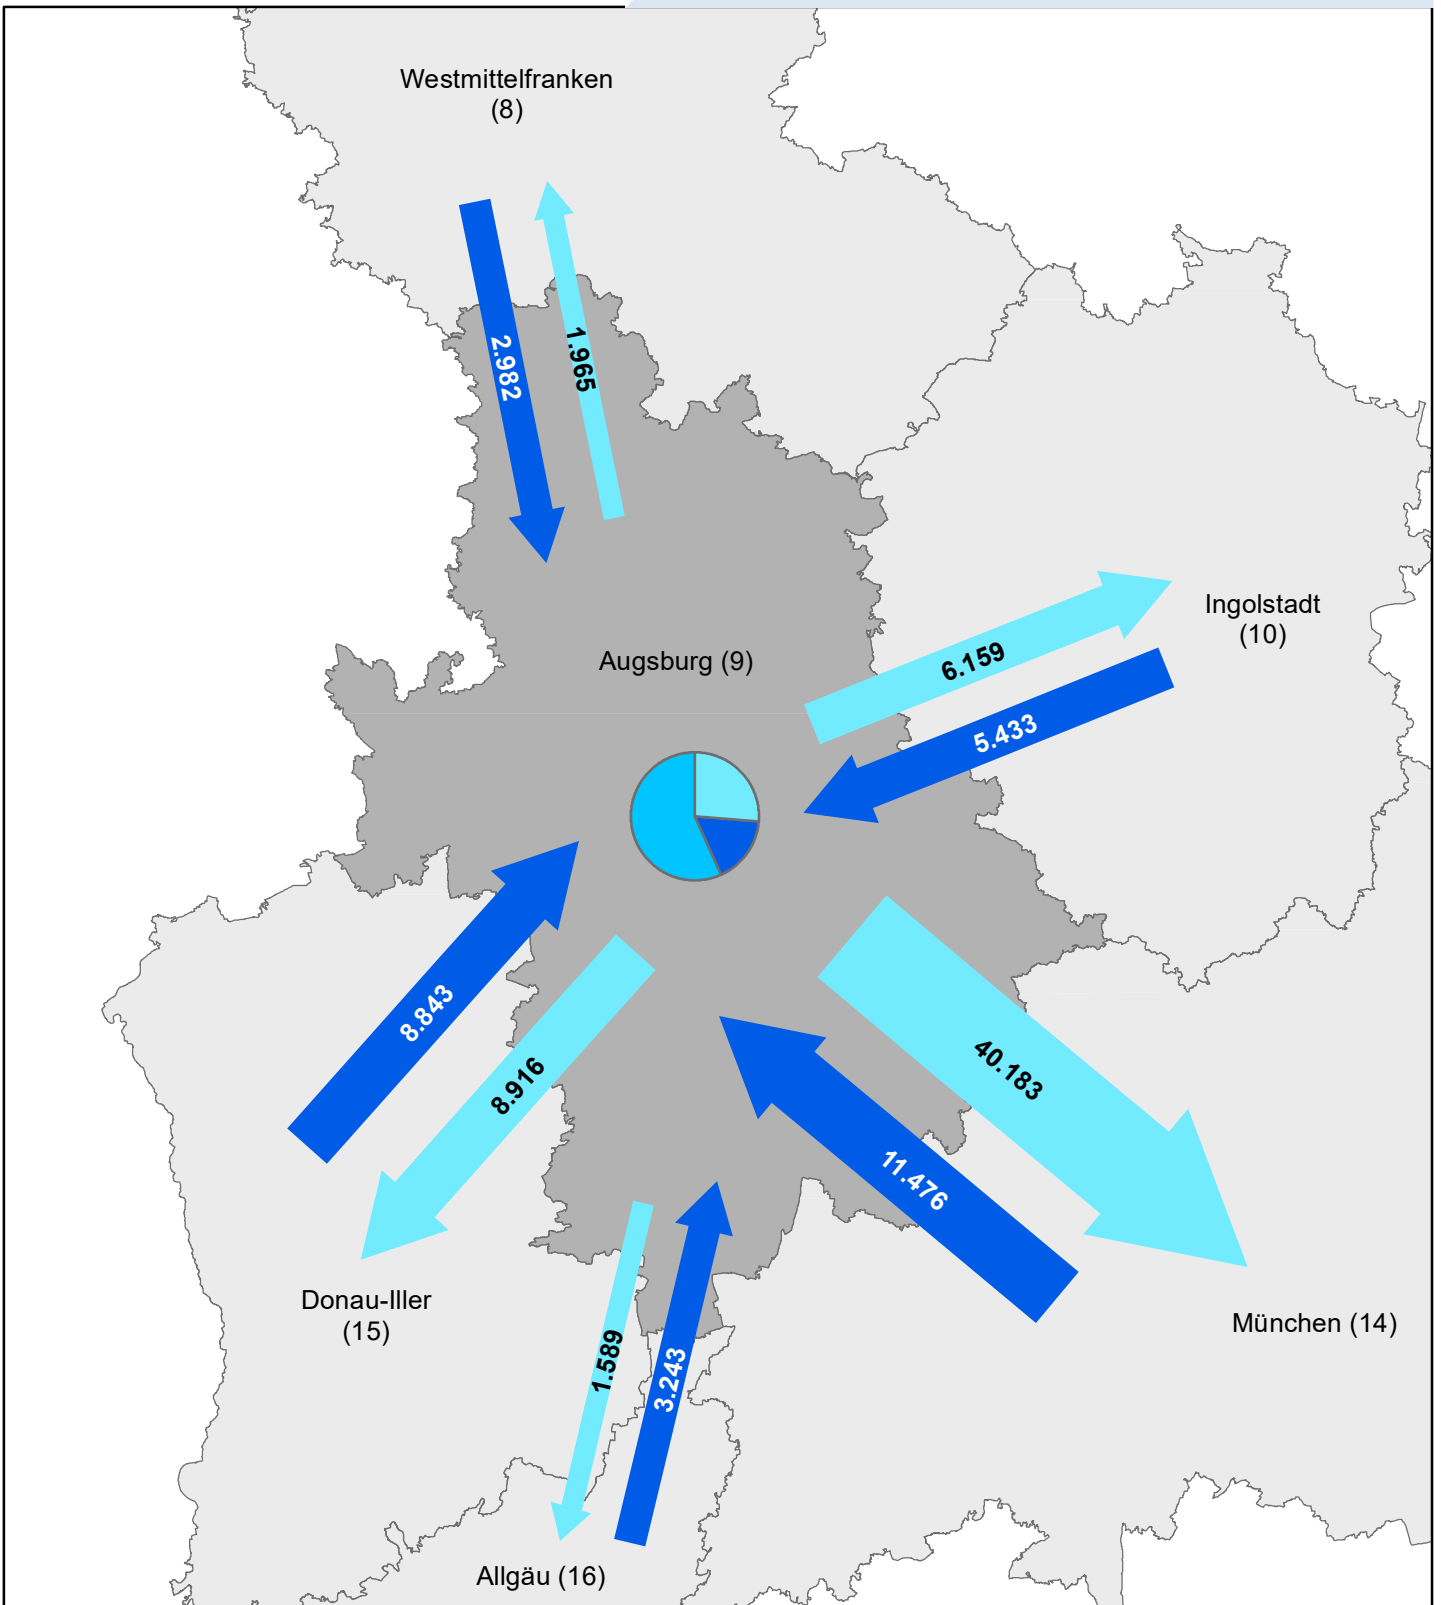 Westmittelfranken
(8)
2.982
1.965
Ingolstadt
(10)
Augsburg (9)
6.159
5.433
8.843
8.916
40.183
11.476
Donau-Iller
(15)
München (14)
1.589
3.243
Allgäu (16)